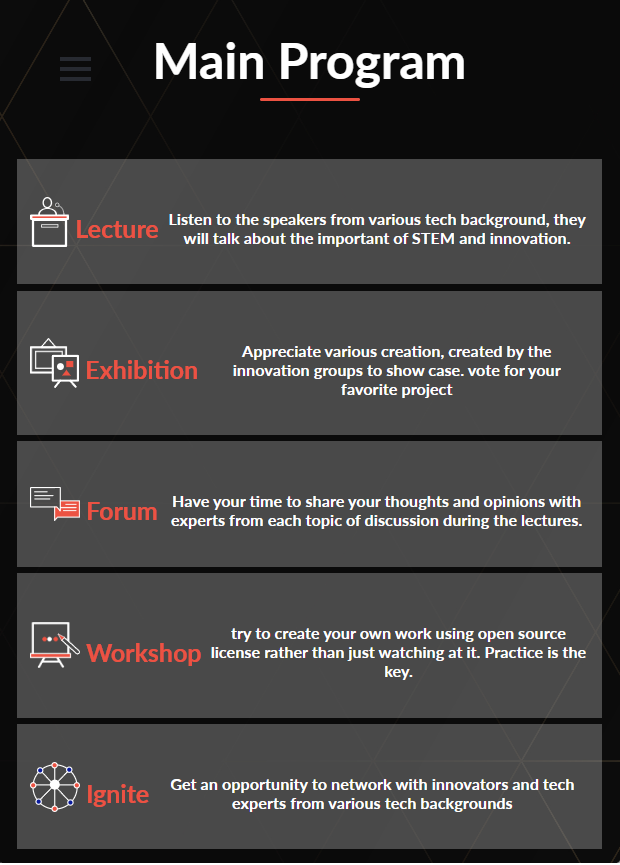 Main Program
Lecture
Listen to the speakers from various tech background, they
will talk about the important of STEM and innovation.
Exhibition
Appreciate various creation, created by the
innovation groups to show case. vote for your
favorite project
Forum
Have your time to share your thoughts and opinions with
experts from each topic of discussion during the lectures.
Workshop
try to create your own work using open source
license rather than just watching at it. Practice is the
key.
Ignite
Get an opportunity to network with innovators and tech
experts from various tech backgrounds